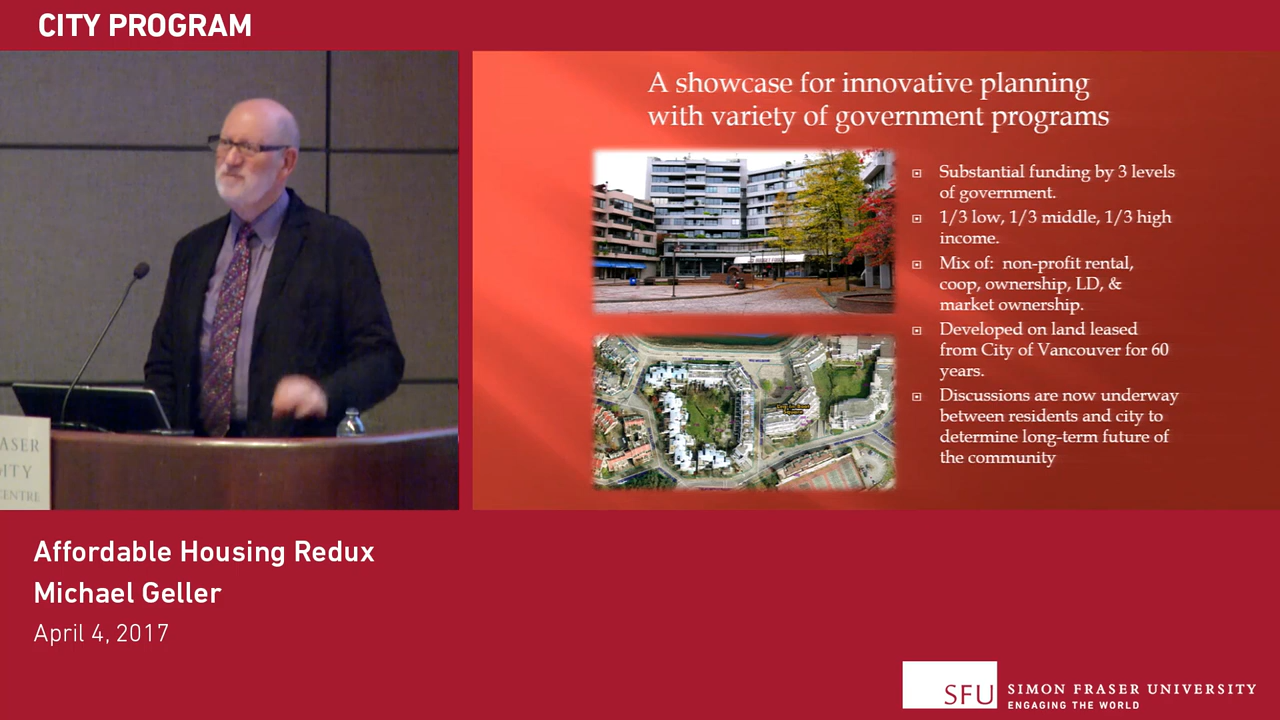 CITY PROGRAM
A showcase for innovative planning
with variety of government programs
Substantial funding by 3 levels
of government.
1/3 low, 1/3 middle, 1/3 high
income.
Mix of: non-profit rental,
coop, ownership, LD, &
market ownership.
Developed on land leased
from City of Vancouver for 60
years.
Discussions are now underway
between residents and city to
determine long-term future of
the community
ASER
ITY
CENTRE
Affordable Housing Redux
Michael Geller
April 4, 2017
SFU
SIMON FRASER UNIVERSITY
ENGAGING THE WORLD